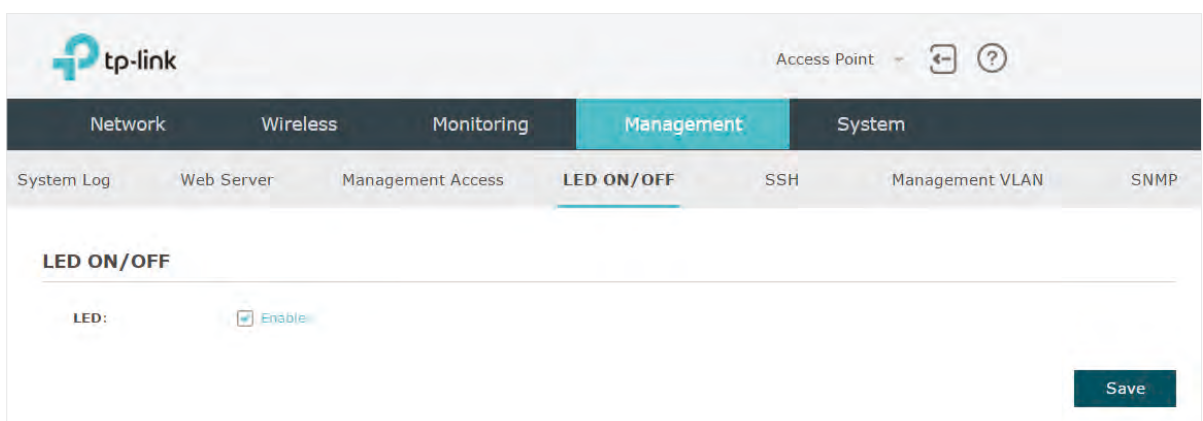 tp-link
Access Point
?
Network Wireless Monitoring Management System
System Log Web Server Management Access LED ON/OFF SSH Management VLAN SNMP
LED ON/OFF
LED: Enable
Save